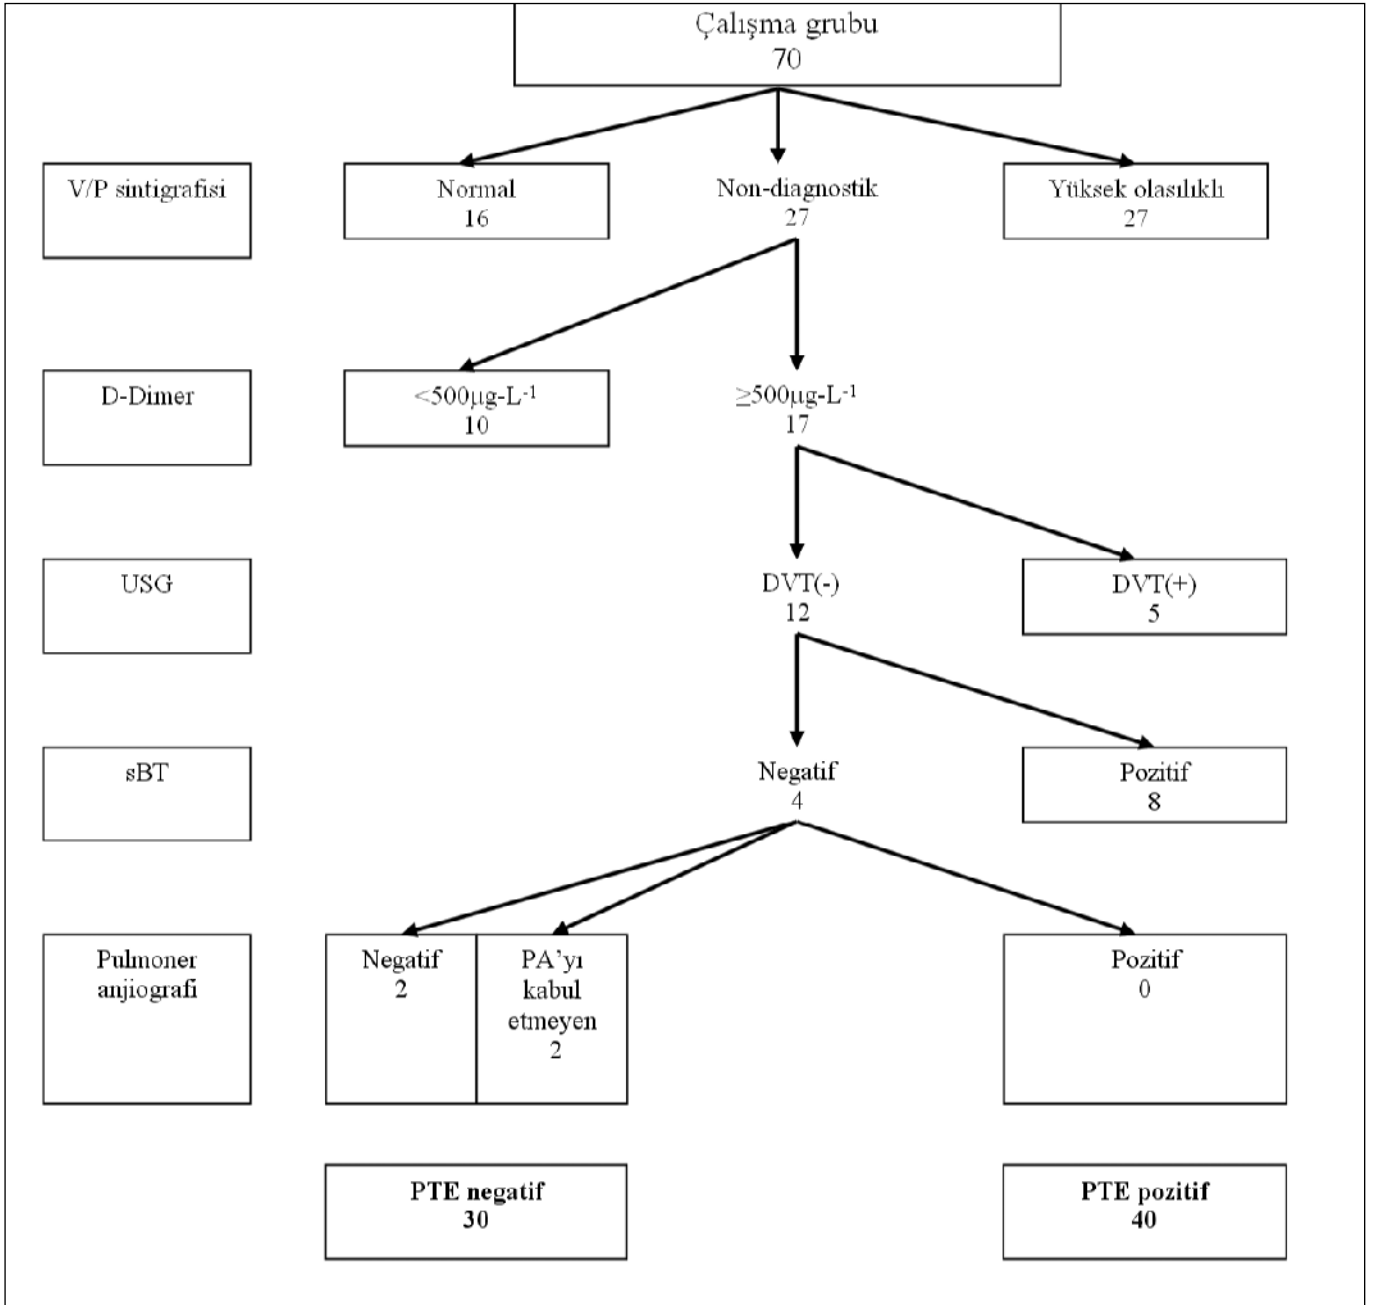 Çalışma grubu
70
V/P sintigrafisi
Normal
16
Non-diagnostik
27
Yüksek olasılıklı
27
D-Dimer
<500µg-L⁻¹
10
≥500µg-L⁻¹
17
USG
DVT(-)
12
DVT(+)
5
sBT
Negatif
4
Pozitif
8
Pulmoner
anjiografi
Negatif
2
PA’yı
kabul
etmeyen
2
Pozitif
0
PTE negatif
30
PTE pozitif
40